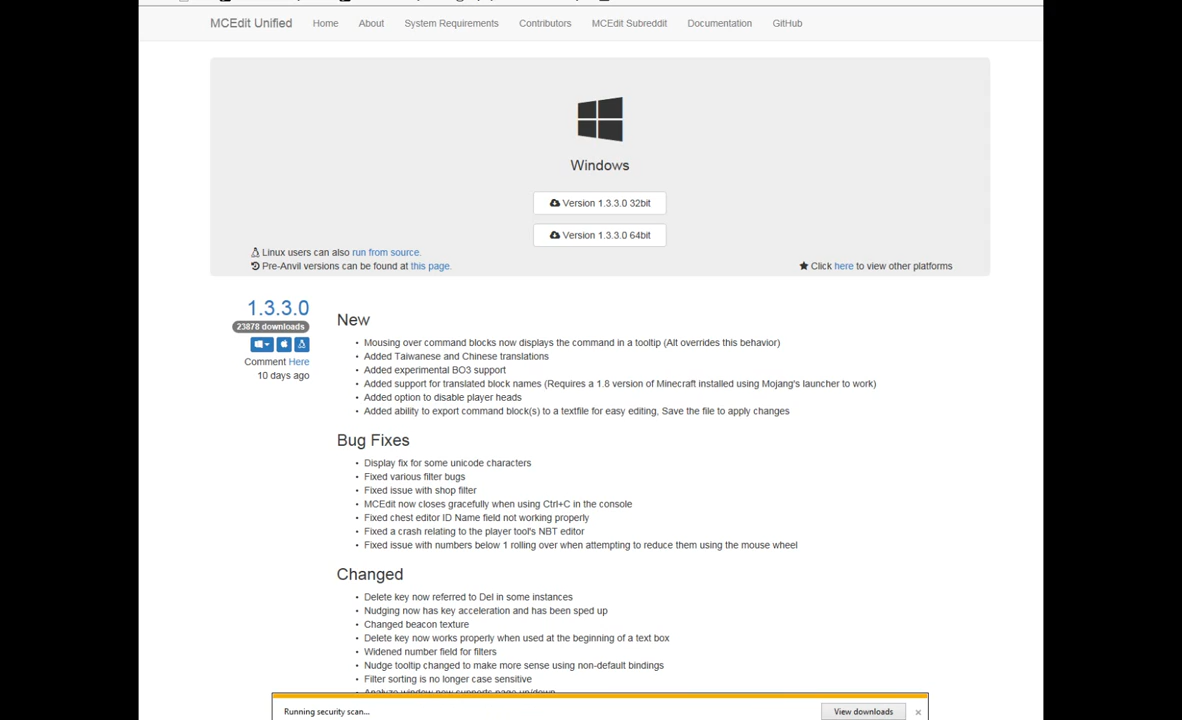 MCEdit Unified Home About System Requirements Contributors MCEdit Subreddit Documentation GitHub
Windows
Version 1.3.3.0 32bit
Version 1.3.3.0 64bit
Linux users can also run from source.
Pre-Anvil versions can be found at this page.
Click here to view other platforms
1.3.3.0
23878 downloads
Comment Here
10 days ago
New
• Mousing over command blocks now displays the command in a tooltip (Alt overrides this behavior)
• Added Taiwanese and Chinese translations
• Added experimental BO3 support
• Added support for translated block names (Requires a 1.8 version of Minecraft installed using Mojang's launcher to work)
• Added option to disable player heads
• Added ability to export command block(s) to a textfile for easy editing, Save the file to apply changes
Bug Fixes
• Display fix for some unicode characters
• Fixed various filter bugs
• Fixed issue with shop filter
• MCEdit now closes gracefully when using Ctrl+C in the console
• Fixed chest editor ID Name field not working properly
• Fixed a crash relating to the player tool's NBT editor
• Fixed issue with numbers below 1 rolling over when attempting to reduce them using the mouse wheel
Changed
• Delete key now referred to Del in some instances
• Nudging now has key acceleration and has been sped up
• Changed beacon texture
• Delete key now works properly when used at the beginning of a text box
• Widened number field for filters
• Nudge tooltip changed to make more sense using non-default bindings
• Filter sorting is no longer case sensitive
• Analyze window now supports page up/down
Running security scan... View downloads ×